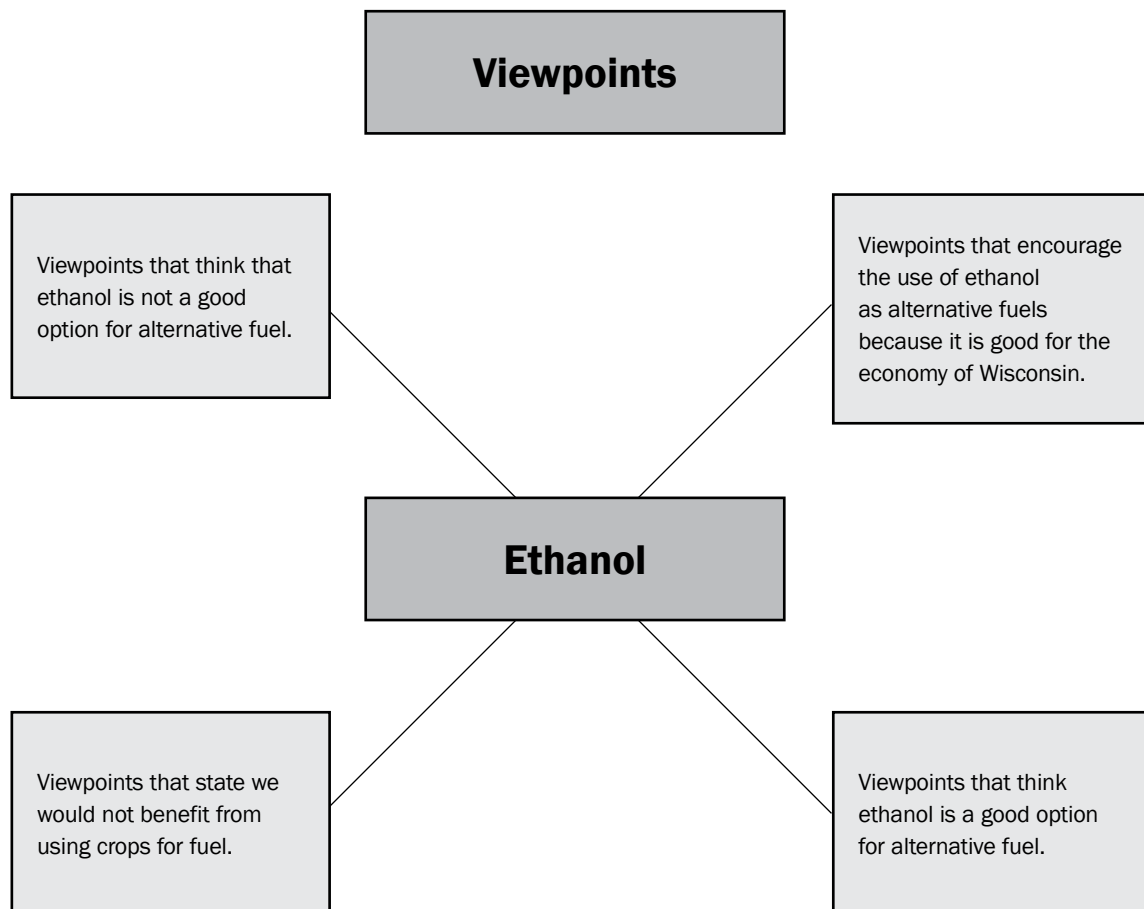 Viewpoints
Viewpoints that think that
ethanol is not a good
option for alternative fuel.
Viewpoints that encourage
the use of ethanol
as alternative fuels
because it is good for the
economy of Wisconsin.
Ethanol
Viewpoints that state we
would not benefit from
using crops for fuel.
Viewpoints that think
ethanol is a good option
for alternative fuel.